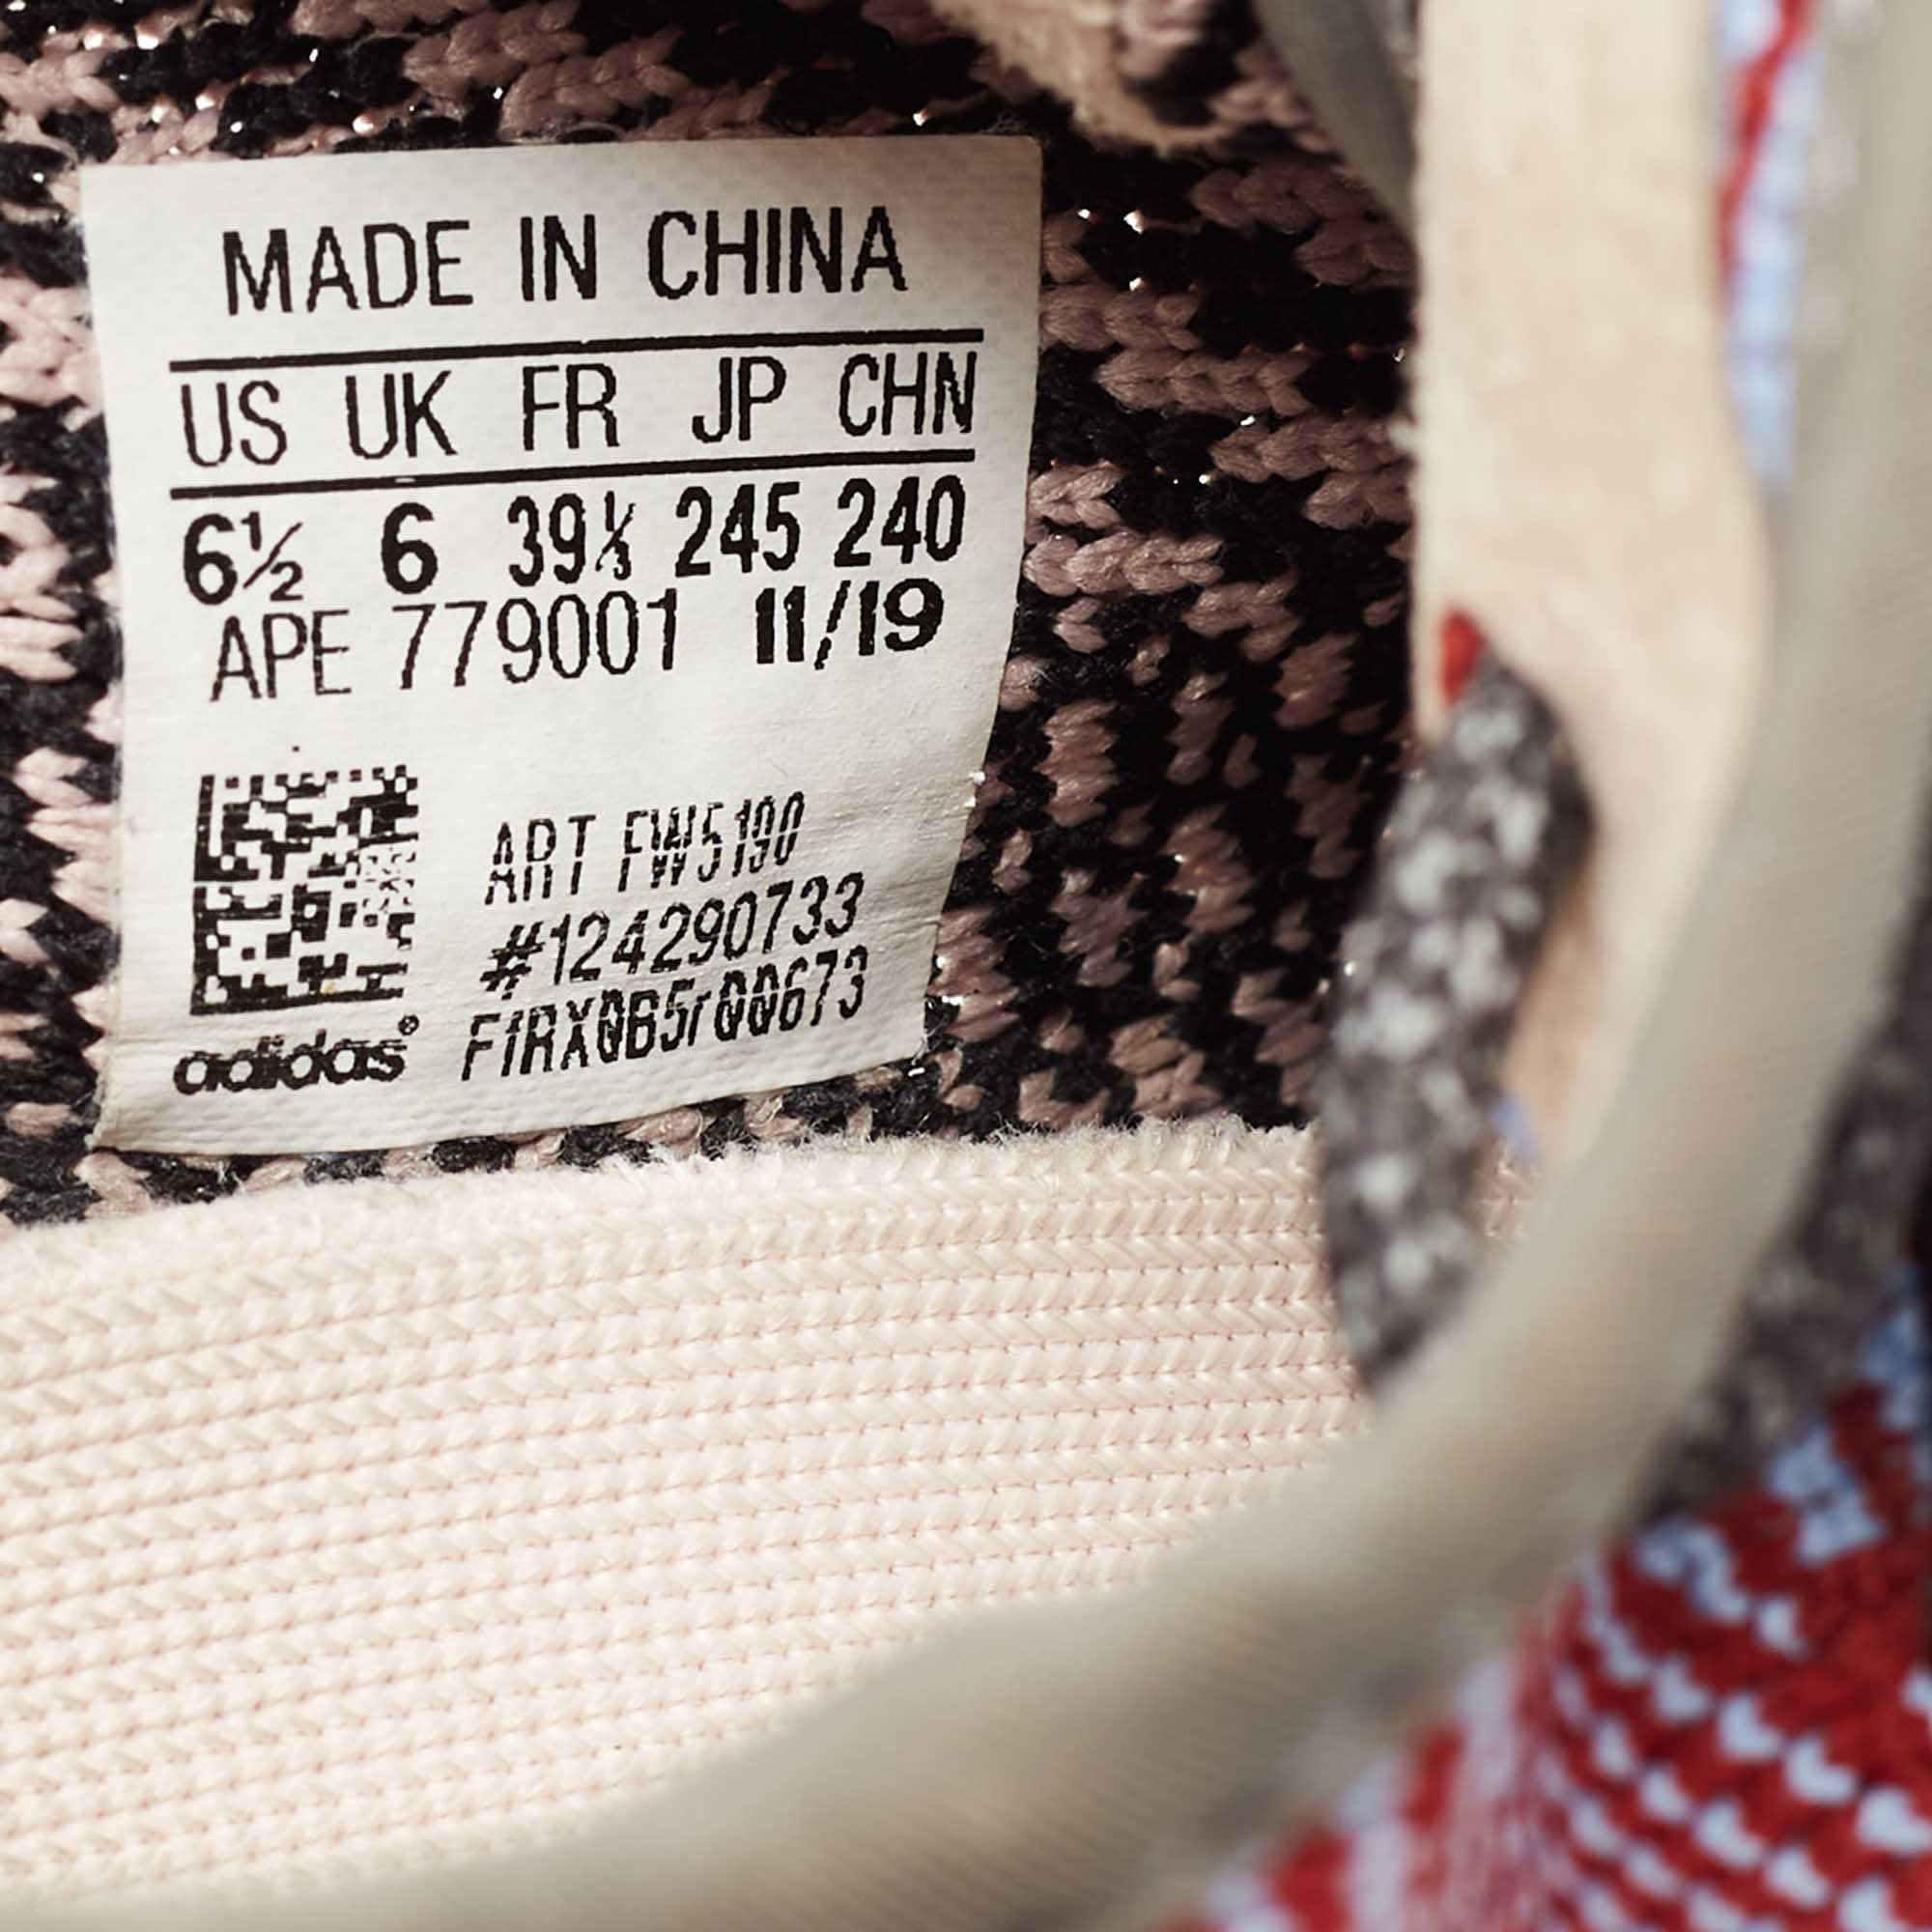 MADE IN CHINA
US UK FR JP CHN
6½ 6 39⅓ 245 240
APE 779001 11/19
ART FW5190
#124290733
adidas®